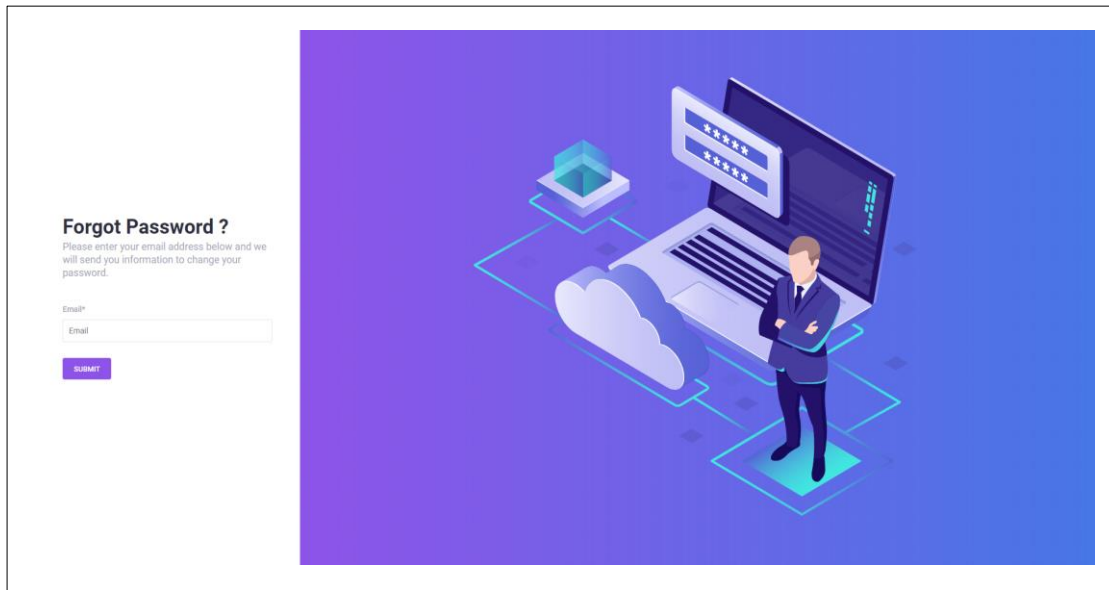 Forgot Password ?
Please enter your email address below and we
will send you information to change your
password.
Email*
Email
SUBMIT
*****
*****